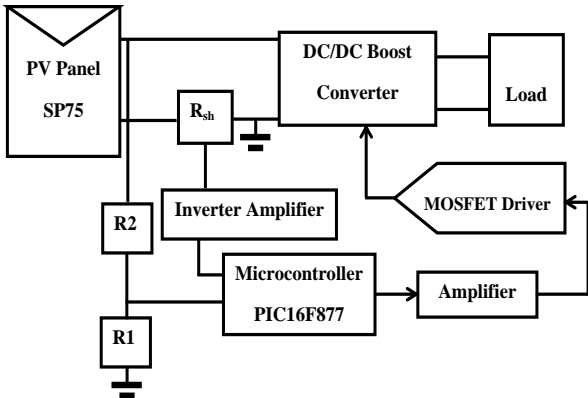 PV Panel
SP75
DC/DC Boost
Converter
Load
Rsh
MOSFET Driver
Inverter Amplifier
R2
Microcontroller
PIC16F877
Amplifier
R1